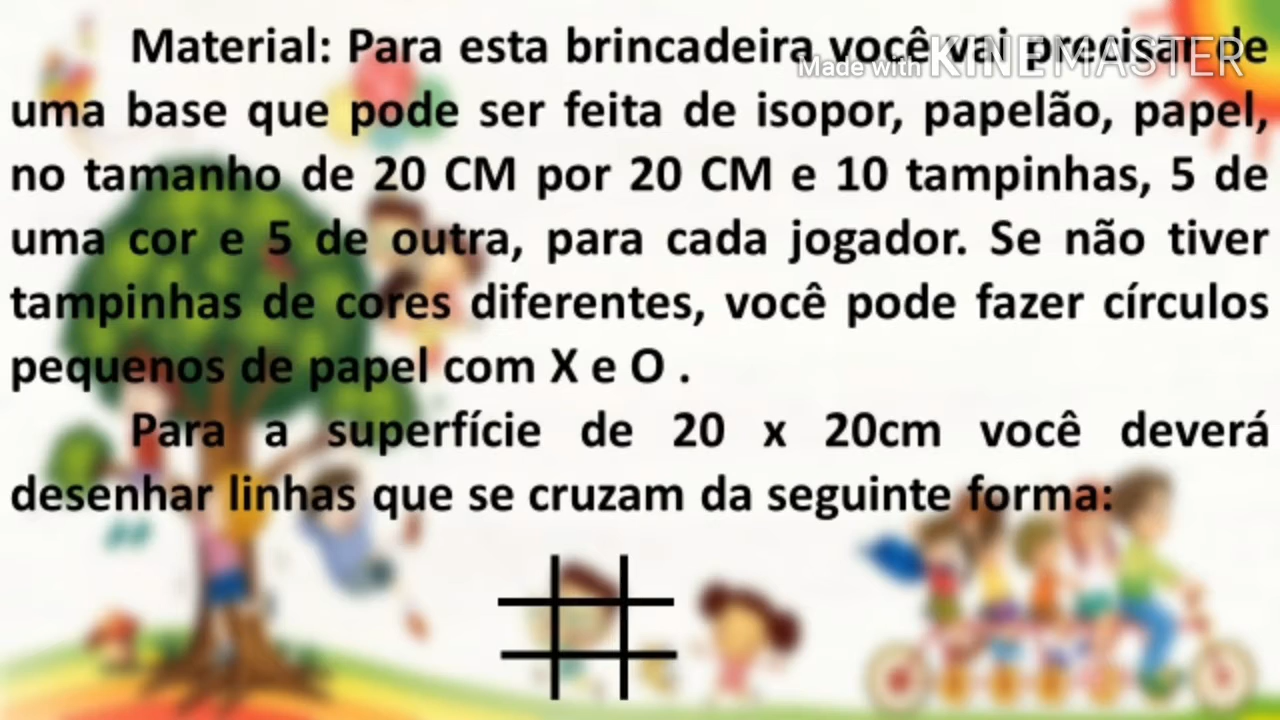 Material: Para esta brincadeira você vai precisar de
Made with KINEMASTER
uma base que pode ser feita de isopor, papelão, papel,
no tamanho de 20 CM por 20 CM e 10 tampinhas, 5 de
uma cor e 5 de outra, para cada jogador. Se não tiver
tampinhas de cores diferentes, você pode fazer círculos
pequenos de papel com X e O .
Para a superfície de 20 x 20cm você deverá
desenhar linhas que se cruzam da seguinte forma: